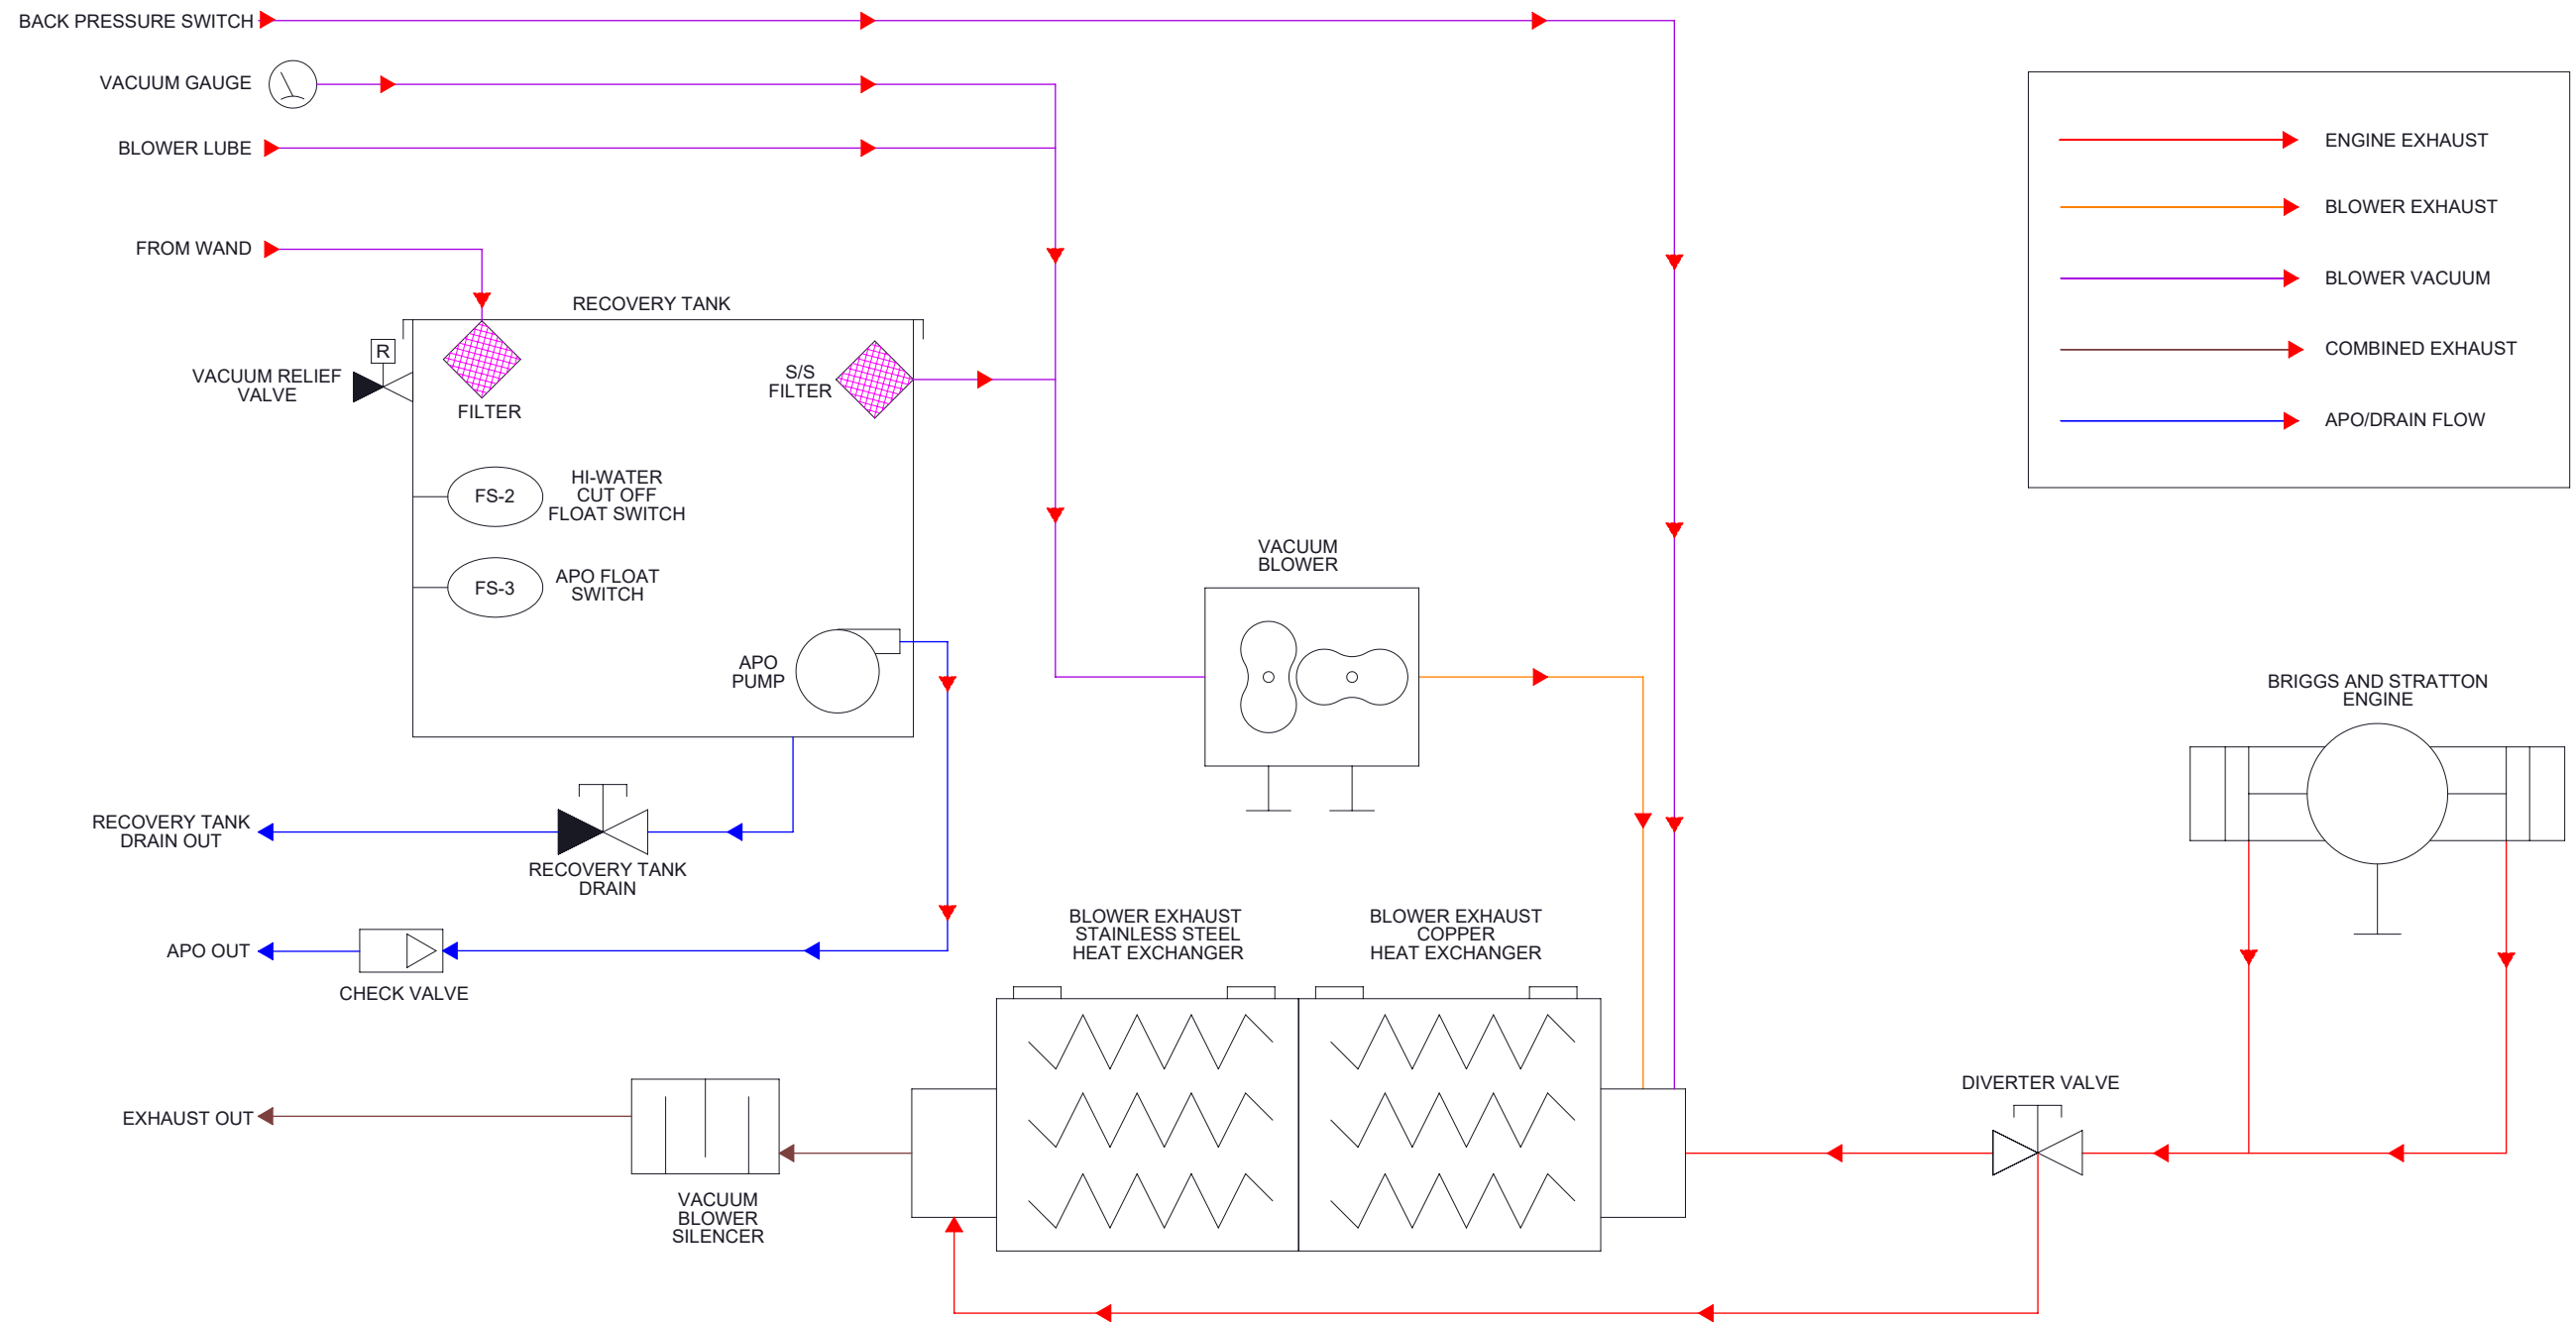 BACK PRESSURE SWITCH
VACUUM GAUGE
BLOWER LUBE
FROM WAND
RECOVERY TANK
R
VACUUM RELIEF
VALVE
FILTER
S/S
FILTER
FS-2
HI-WATER
CUT OFF
FLOAT SWITCH
FS-3
APO FLOAT
SWITCH
APO
PUMP
RECOVERY TANK
DRAIN OUT
RECOVERY TANK
DRAIN
APO OUT
CHECK VALVE
EXHAUST OUT
VACUUM
BLOWER
SILENCER
VACUUM
BLOWER
BLOWER EXHAUST
STAINLESS STEEL
HEAT EXCHANGER
BLOWER EXHAUST
COPPER
HEAT EXCHANGER
DIVERTER VALVE
BRIGGS AND STRATTON
ENGINE
ENGINE EXHAUST
BLOWER EXHAUST
BLOWER VACUUM
COMBINED EXHAUST
APO/DRAIN FLOW